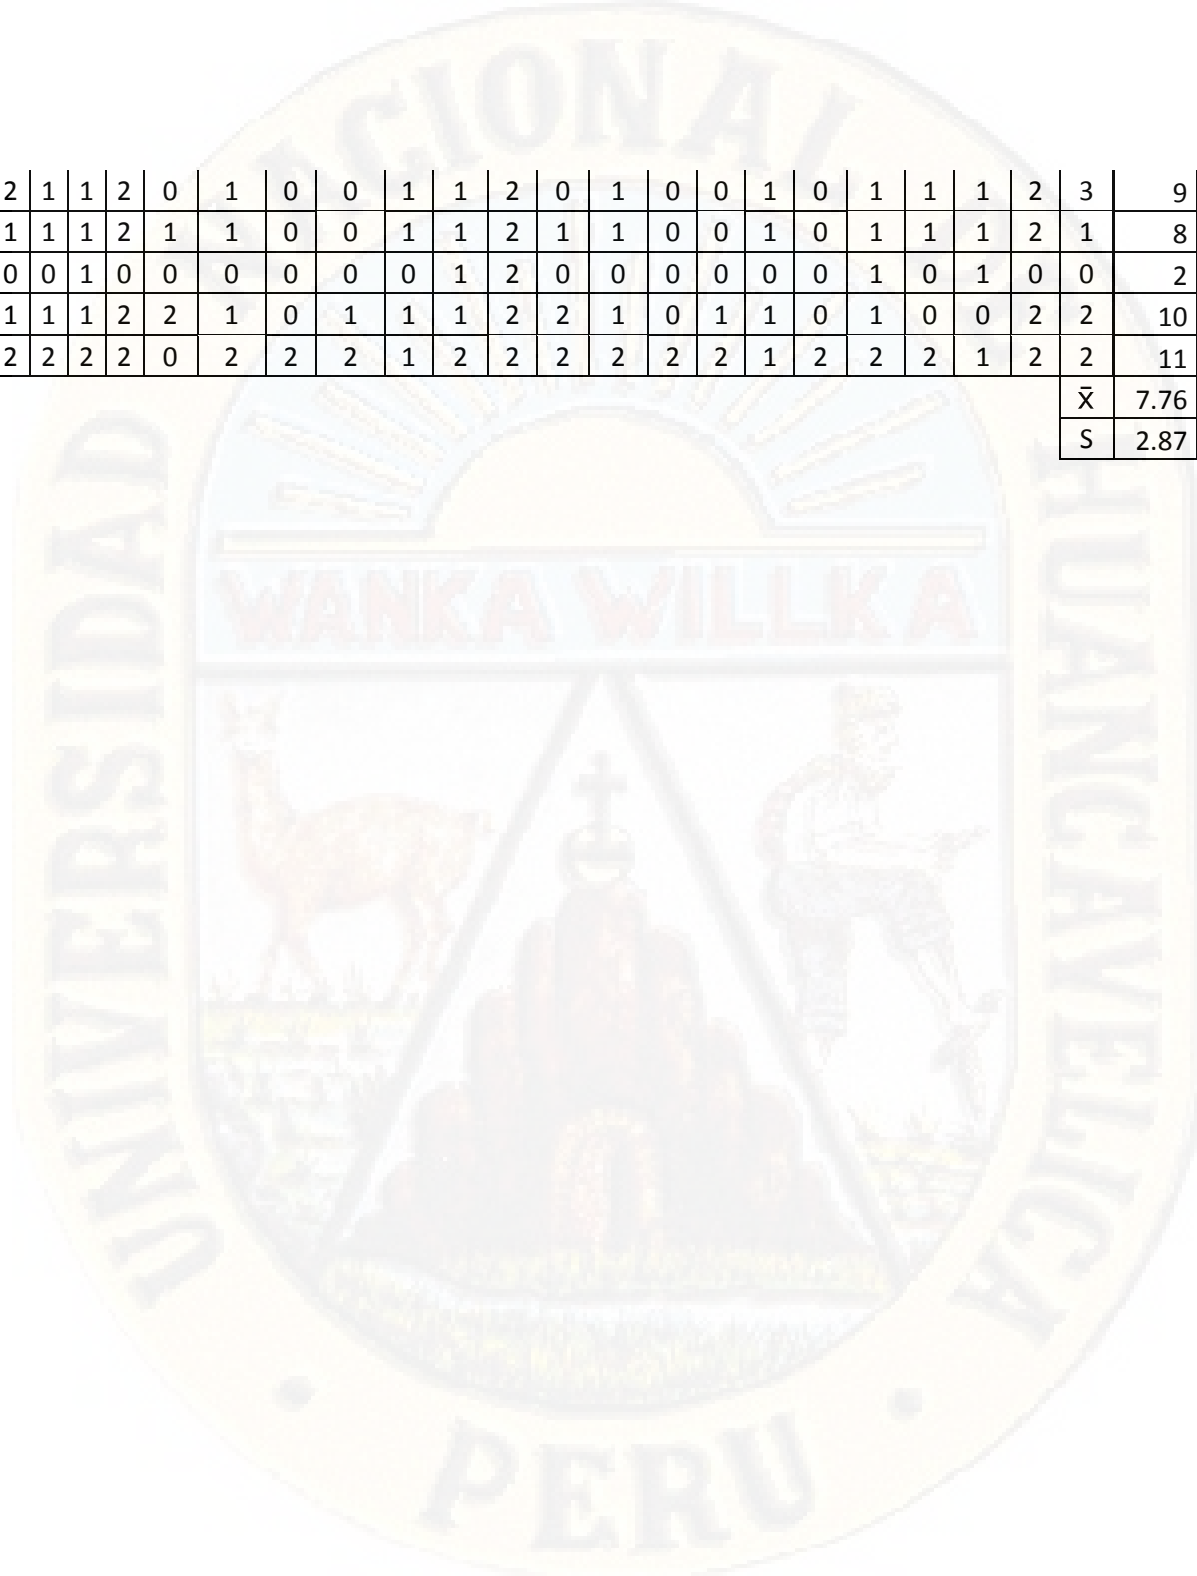 2 1 1 2 0 1 0 0 1 1 2 0 1 0 0 1 0 1 1 1 2 3 9
1 1 1 2 1 1 0 0 1 1 2 1 1 0 0 1 0 1 1 1 2 1 8
0 0 1 0 0 0 0 0 0 1 2 0 0 0 0 0 0 1 0 1 0 0 2
1 1 1 2 2 1 0 1 1 1 2 2 1 0 1 1 0 1 0 0 2 2 10
2 2 2 2 0 2 2 2 1 2 2 2 2 2 2 1 2 2 2 1 2 2 11
x̄ 7.76
S 2.87
UNIVERSIDAD NACIONAL DE HUANCAVELICA
WANKA WILLKA
PERU